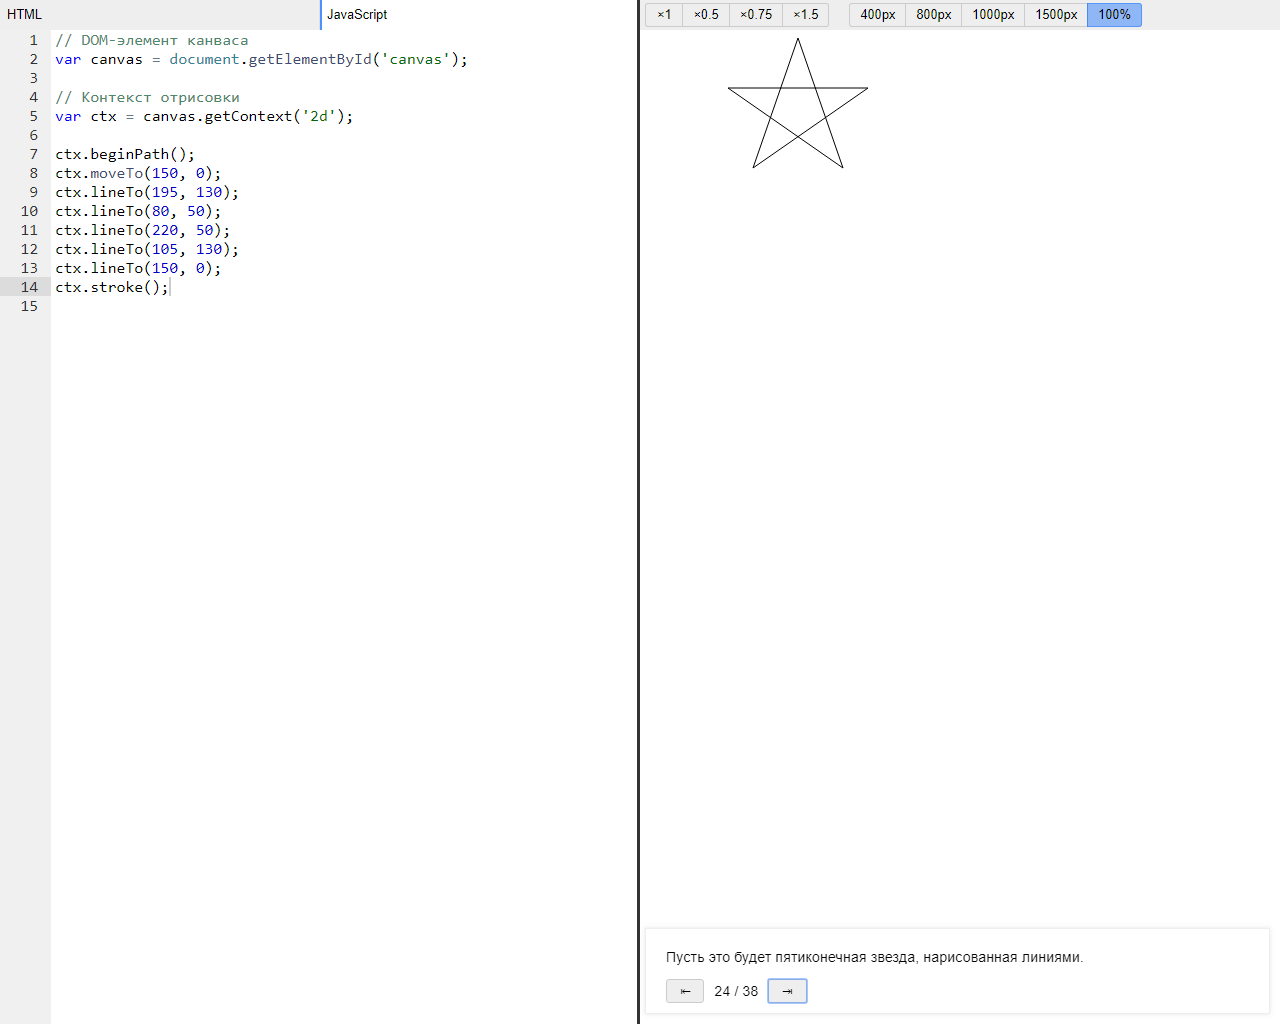 HTML
JavaScript
×1 ×0.5 ×0.75 ×1.5 400px 800px 1000px 1500px 100%
1 // DOM-элемент канваса
2 var canvas = document.getElementById('canvas');
3
4 // Контекст отрисовки
5 var ctx = canvas.getContext('2d');
6
7 ctx.beginPath();
8 ctx.moveTo(150, 0);
9 ctx.lineTo(195, 130);
10 ctx.lineTo(80, 50);
11 ctx.lineTo(220, 50);
12 ctx.lineTo(105, 130);
13 ctx.lineTo(150, 0);
14 ctx.stroke();
15
Пусть это будет пятиконечная звезда, нарисованная линиями.
⇤ 24 / 38 ⇥